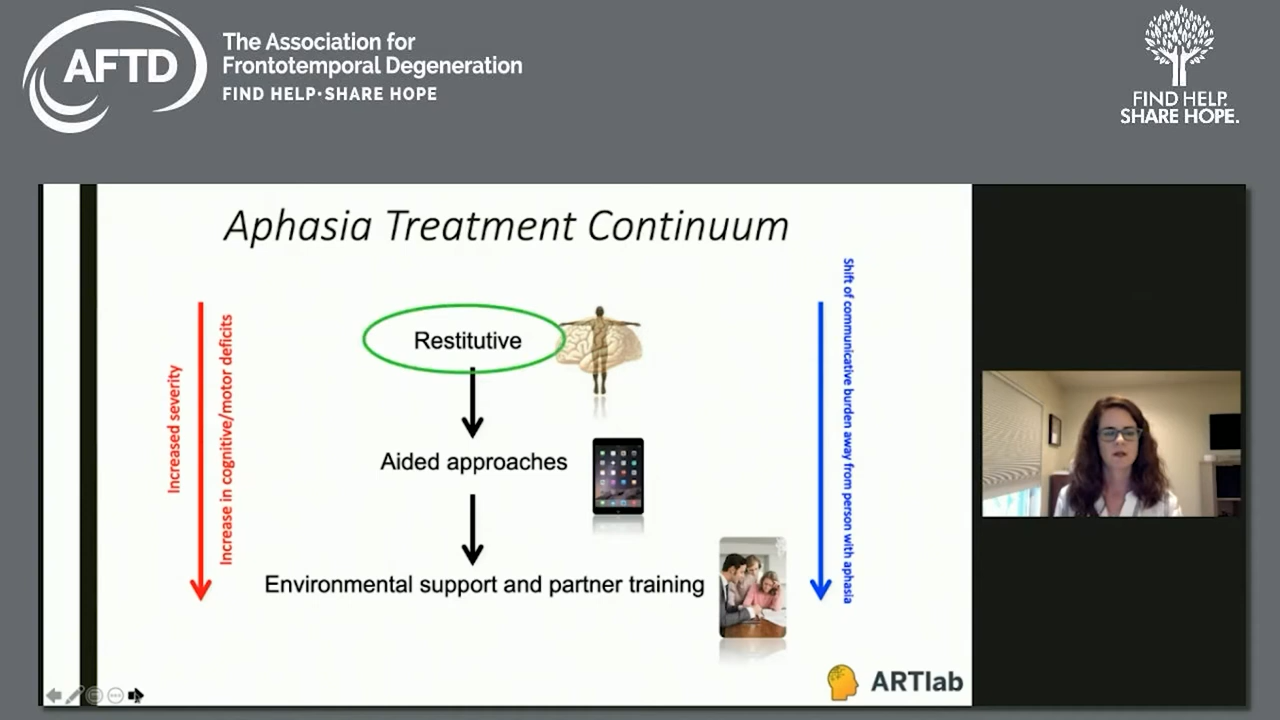 AFTD
The Association for
Frontotemporal Degeneration
FIND HELP•SHARE HOPE
FIND HELP.
SHARE HOPE.
Aphasia Treatment Continuum
Increased severity
Increase in cognitive/motor deficits
Restitutive
Aided approaches
Environmental support and partner training
Shift of communicative burden away from person with aphasia
ARTlab